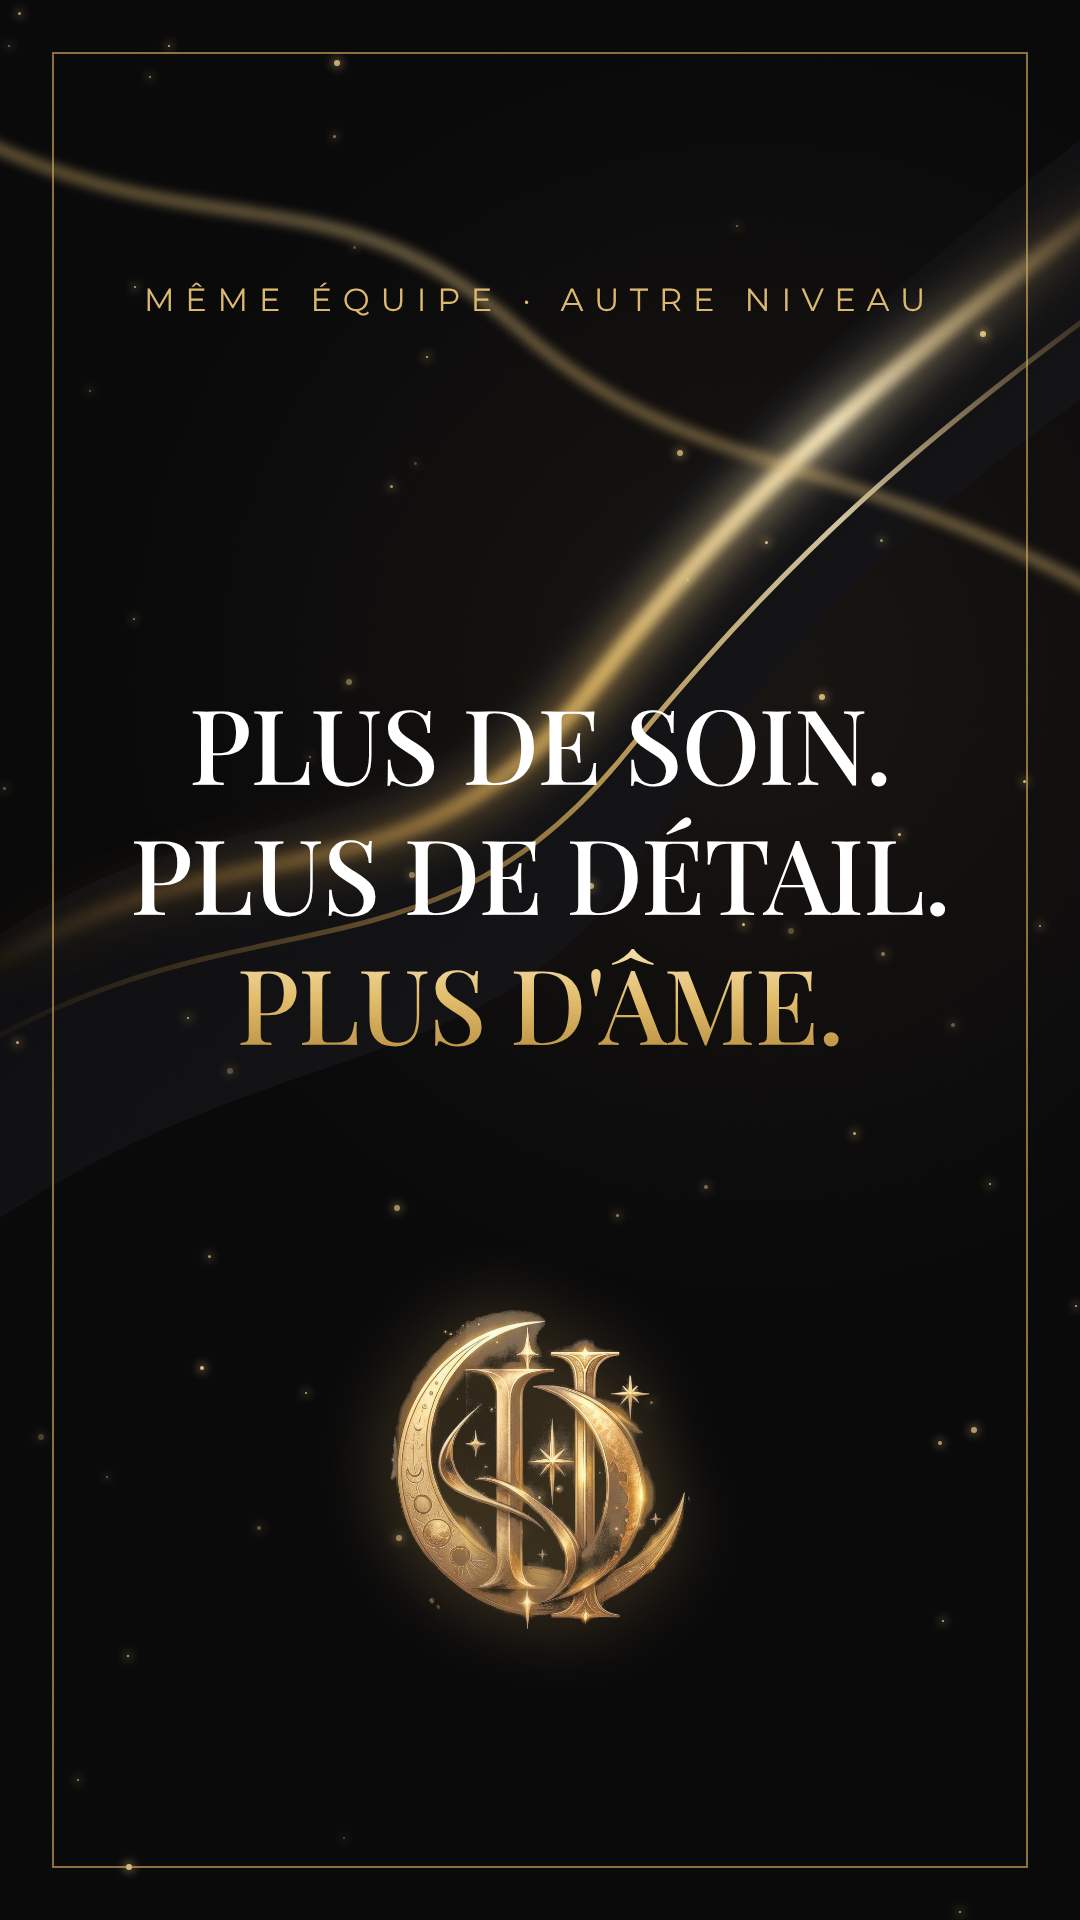 MÊME ÉQUIPE · AUTRE NIVEAU
PLUS DE SOIN.
PLUS DE DÉTAIL.
PLUS D'ÂME.